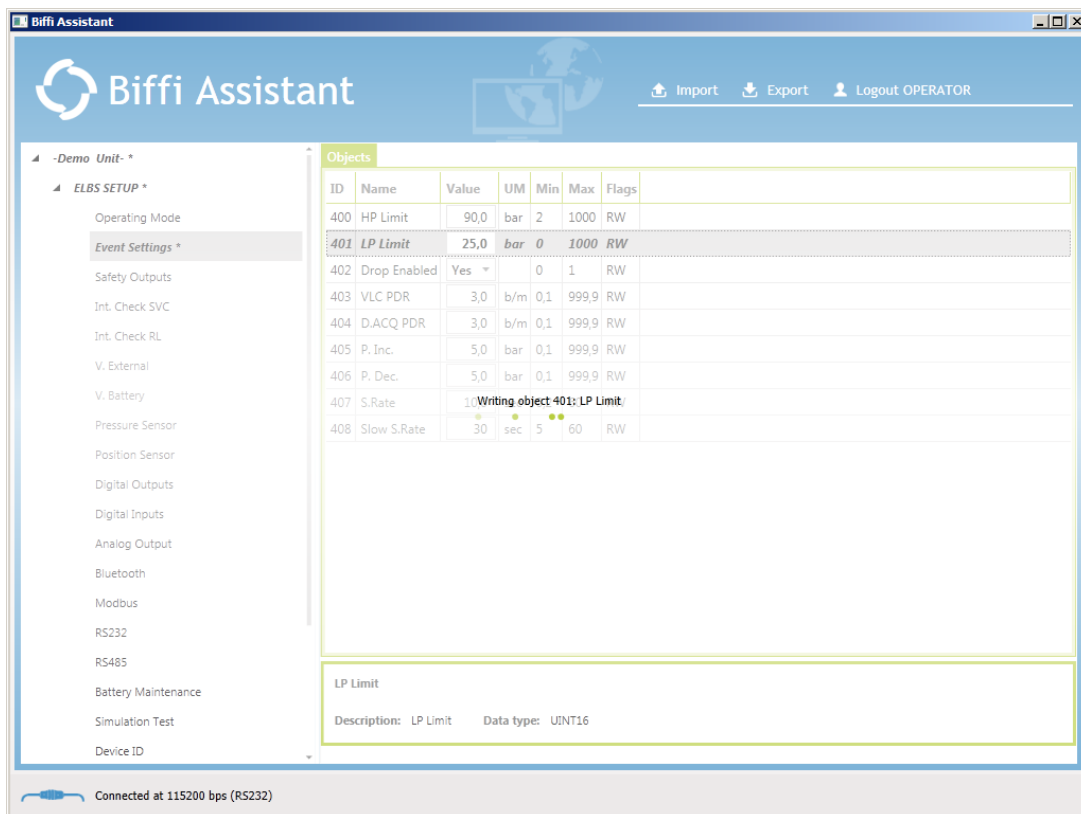 Biffi Assistant
Biffi Assistant
Import Export Logout OPERATOR
-Demo Unit- *
ELBS SETUP *
Operating Mode
Event Settings *
Safety Outputs
Int. Check SVC
Int. Check RL
V. External
V. Battery
Pressure Sensor
Position Sensor
Digital Outputs
Digital Inputs
Analog Output
Bluetooth
Modbus
RS232
RS485
Battery Maintenance
Simulation Test
Device ID
Objects
ID Name Value UM Min Max Flags
400 HP Limit 90,0 bar 2 1000 RW
401 LP Limit 25,0 bar 0 1000 RW
402 Drop Enabled Yes 0 1 RW
403 VLC PDR 3,0 b/m 0,1 999,9 RW
404 D.ACQ PDR 3,0 b/m 0,1 999,9 RW
405 P. Inc. 5,0 bar 0,1 999,9 RW
406 P. Dec. 5,0 bar 0,1 999,9 RW
407 S.Rate
Writing object 401: LP Limit
408 Slow S.Rate 30 sec 5 60 RW
LP Limit
Description: LP Limit Data type: UINT16
Connected at 115200 bps (RS232)